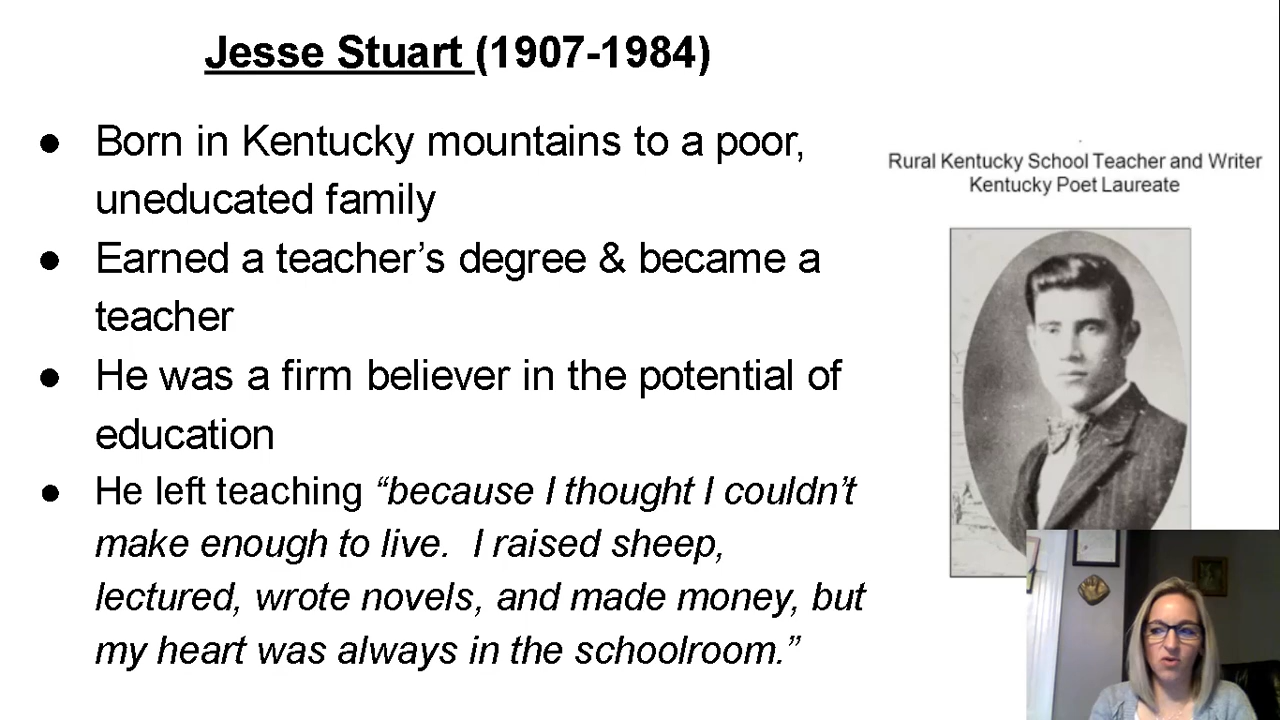 Jesse Stuart (1907-1984)
● Born in Kentucky mountains to a poor,
uneducated family
● Earned a teacher’s degree & became a
teacher
● He was a firm believer in the potential of
education
● He left teaching “because I thought I couldn’t
make enough to live.  I raised sheep,
lectured, wrote novels, and made money, but
my heart was always in the schoolroom.”
Rural Kentucky School Teacher and Writer
Kentucky Poet Laureate